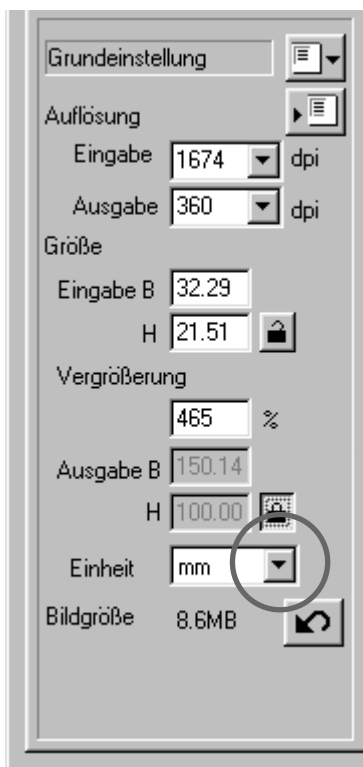 Grundeinstellung
Auflösung
Eingabe 1674 dpi
Ausgabe 360 dpi
Größe
Eingabe B 32.29
H 21.51
Vergrößerung
465 %
Ausgabe B 150.14
H 100.00
Einheit mm
Bildgröße 8.6MB